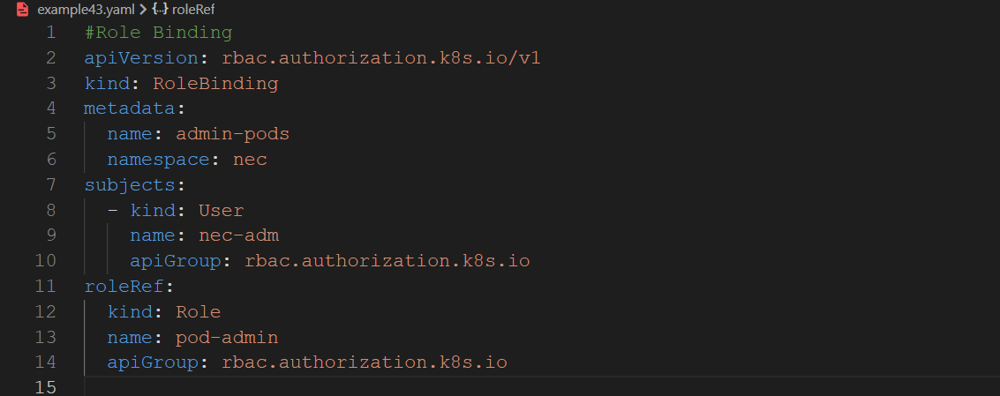 example43.yaml > {..} roleRef
1 #Role Binding
2 apiVersion: rbac.authorization.k8s.io/v1
3 kind: RoleBinding
4 metadata:
5   name: admin-pods
6   namespace: nec
7 subjects:
8   - kind: User
9     name: nec-adm
10     apiGroup: rbac.authorization.k8s.io
11 roleRef:
12   kind: Role
13   name: pod-admin
14   apiGroup: rbac.authorization.k8s.io
15